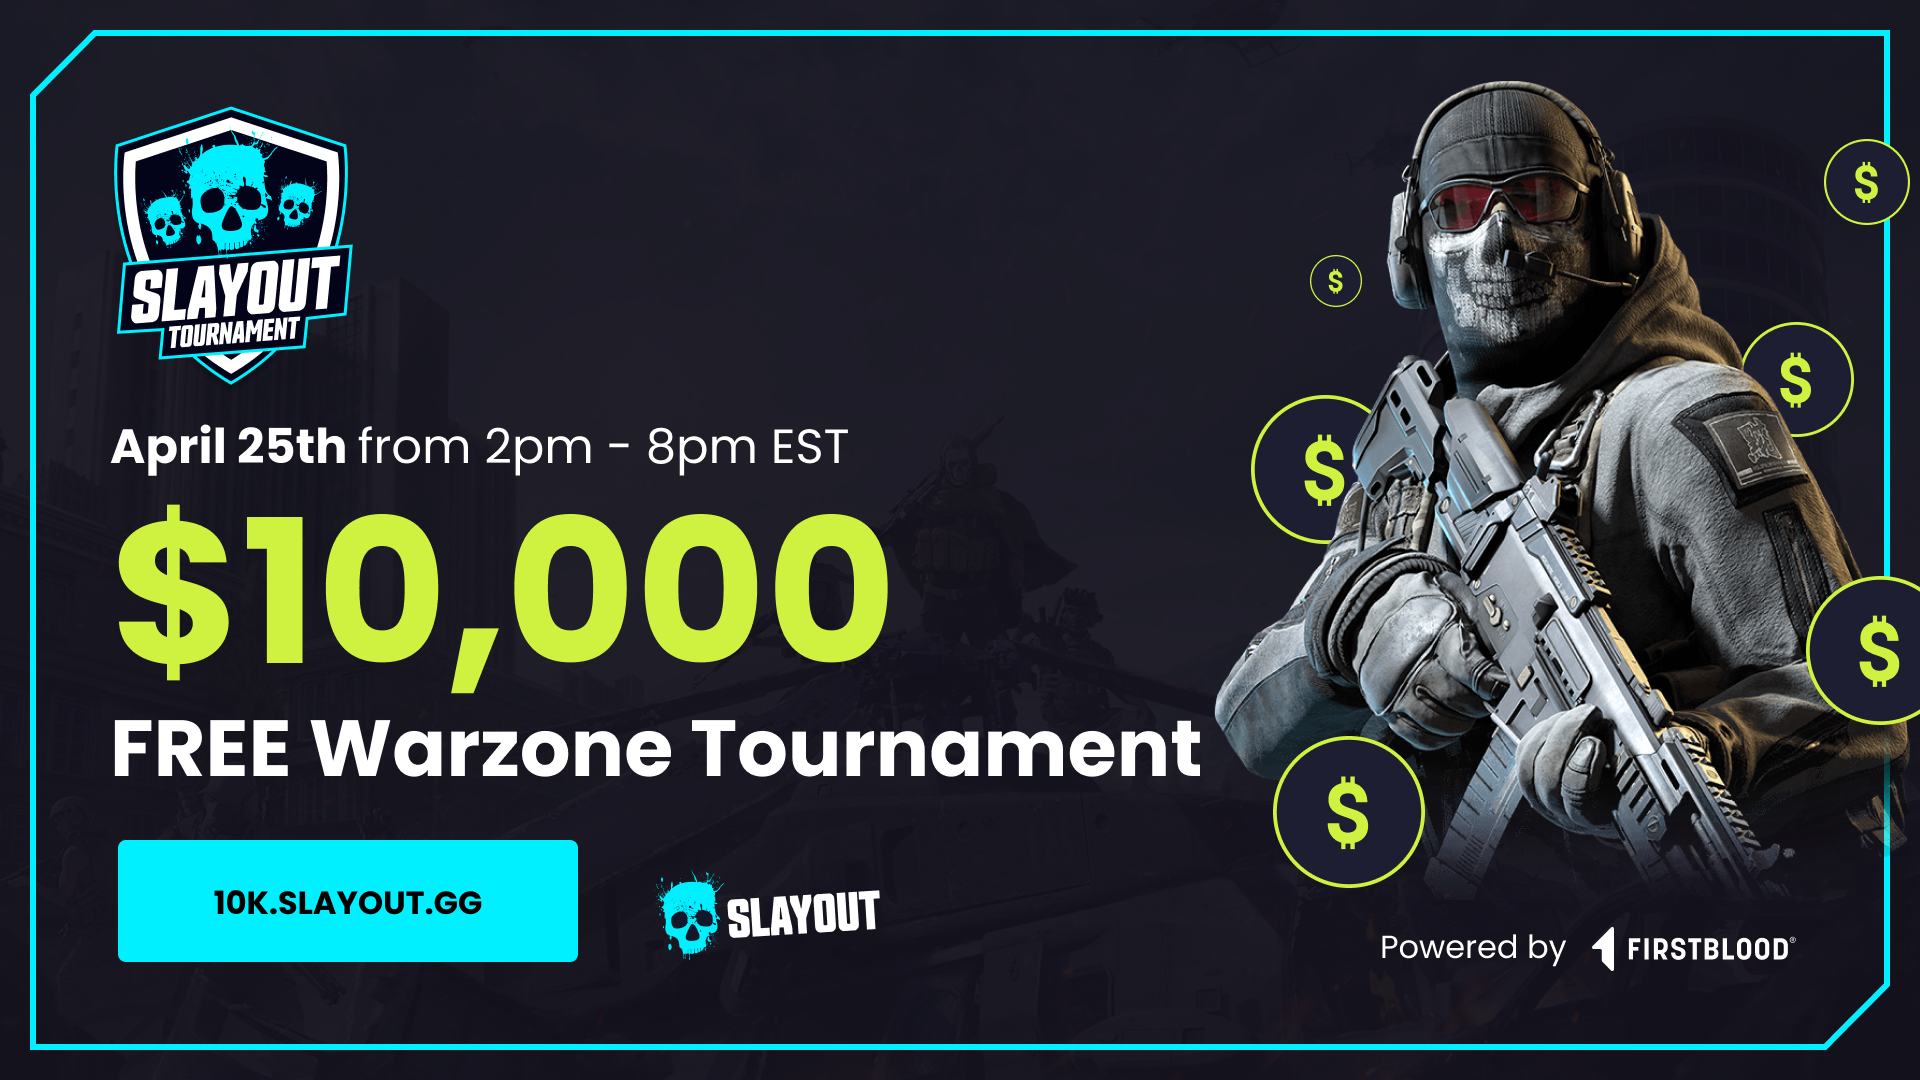 SLAYOUT
TOURNAMENT
April 25th from 2pm - 8pm EST
$10,000
FREE Warzone Tournament
10K.SLAYOUT.GG
SLAYOUT
Powered by FIRSTBLOOD®
$
$
$
$
$
$